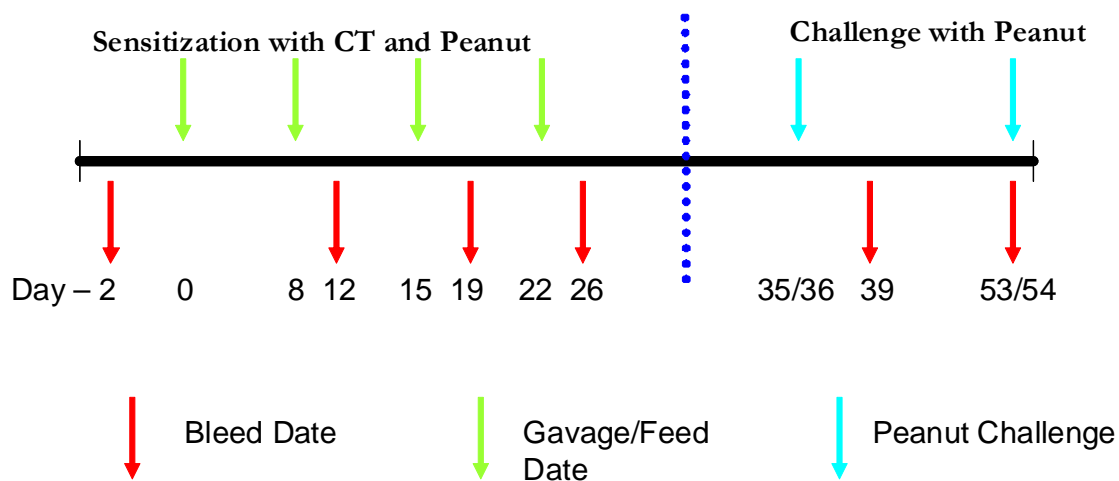 Sensitization with CT and Peanut
Challenge with Peanut
Day – 2 0 8 12 15 19 22 26 35/36 39 53/54
Bleed Date
Gavage/Feed
Date
Peanut Challenge